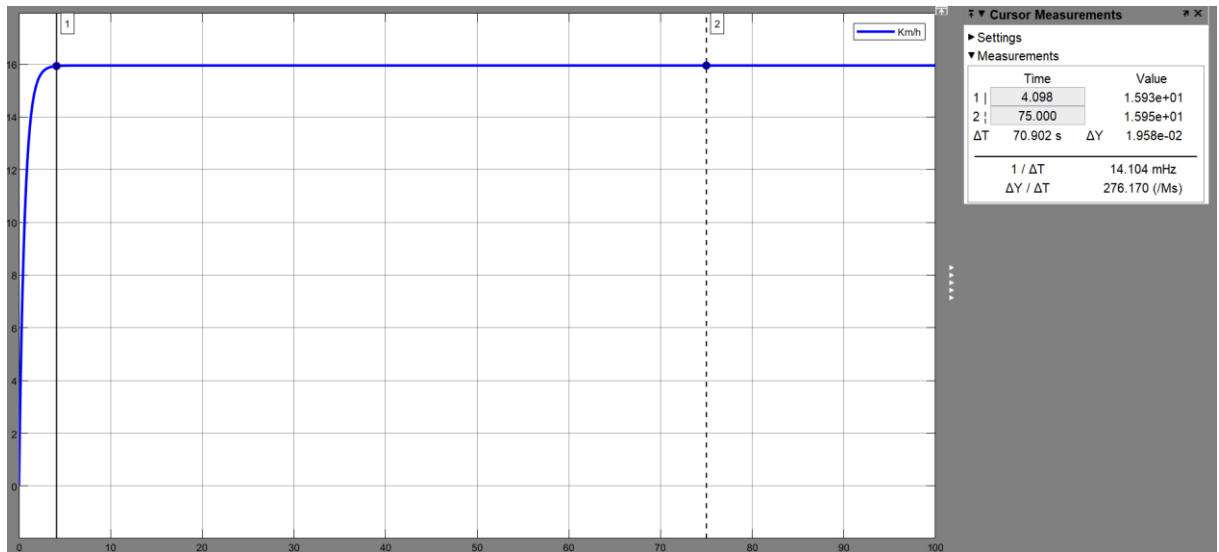 1
2
Km/h
16
14
12
10
8
6
4
2
0
0 10 20 30 40 50 60 70 80 90 100
Cursor Measurements
Settings
Measurements
Time Value
1 | 4.098 1.593e+01
2 ¦ 75.000 1.595e+01
ΔT 70.902 s ΔY 1.958e-02
1 / ΔT 14.104 mHz
ΔY / ΔT 276.170 (/Ms)